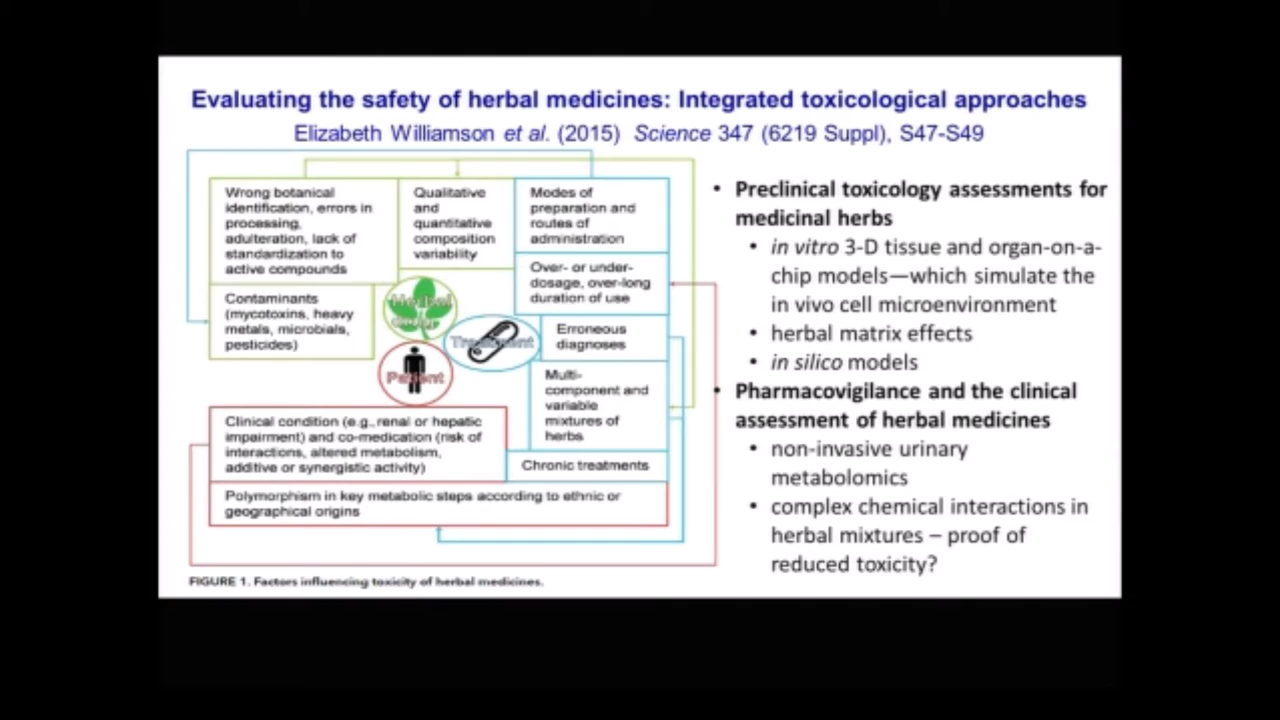 Evaluating the safety of herbal medicines: Integrated toxicological approaches
Elizabeth Williamson et al. (2015) Science 347 (6219 Suppl), S47-S49
Wrong botanical
identification, errors in
processing,
adulteration, lack of
standardization to
active compounds
Qualitative
and
quantitative
composition
variability
Modes of
preparation and
routes of
administration
Over- or under-
dosage, over-long
duration of use
Contaminants
(mycotoxins, heavy
metals, microbials,
pesticides)
Herbal
drug
Treatment
Patient
Erroneous
diagnoses
Multi-
component and
variable
mixtures of
herbs
Clinical condition (e.g., renal or hepatic
impairment) and co-medication (risk of
interactions, altered metabolism,
additive or synergistic activity)
Chronic treatments
Polymorphism in key metabolic steps according to ethnic or
geographical origins
FIGURE 1. Factors influencing toxicity of herbal medicines.
• Preclinical toxicology assessments for
medicinal herbs
• in vitro 3-D tissue and organ-on-a-
chip models—which simulate the
in vivo cell microenvironment
• herbal matrix effects
• in silico models
• Pharmacovigilance and the clinical
assessment of herbal medicines
• non-invasive urinary
metabolomics
• complex chemical interactions in
herbal mixtures – proof of
reduced toxicity?